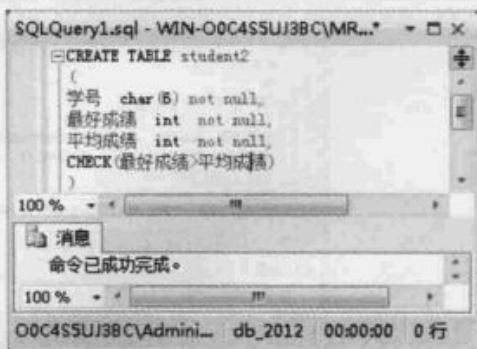 SQLQuery1.sql - WIN-O0C4S5UJ3BC\MR...*
CREATE TABLE student2
(
学号 char(5) not null,
最好成绩 int not null,
平均成绩 int not null,
CHECK(最好成绩>平均成绩)
)
100 %
消息
命令已成功完成。
100 %
O0C4S5UJ3BC\Admini... db_2012 00:00:00 0 行